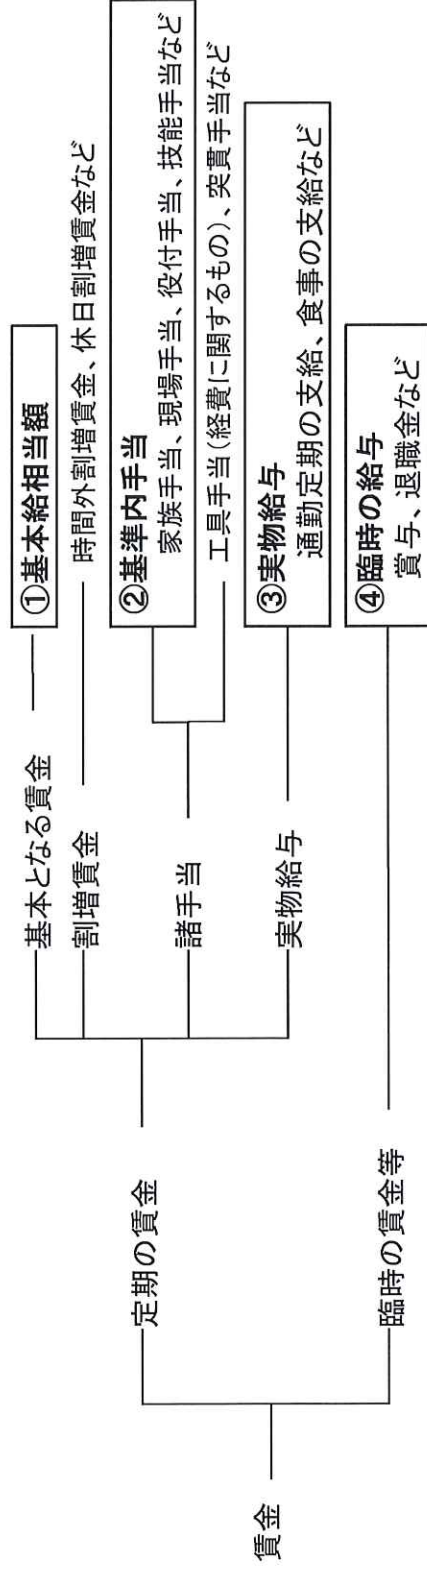 賃金
定期の賃金
基本となる賃金
①基本給相当額
割増賃金
時間外割増賃金、休日割増賃金など
諸手当
②基準内手当
家族手当、現場手当、役付手当、技能手当など
工具手当(経費に関するもの)、突貫手当など
実物給与
③実物給与
通勤定期の支給、食事の支給など
臨時の賃金等
④臨時の給与
賞与、退職金など